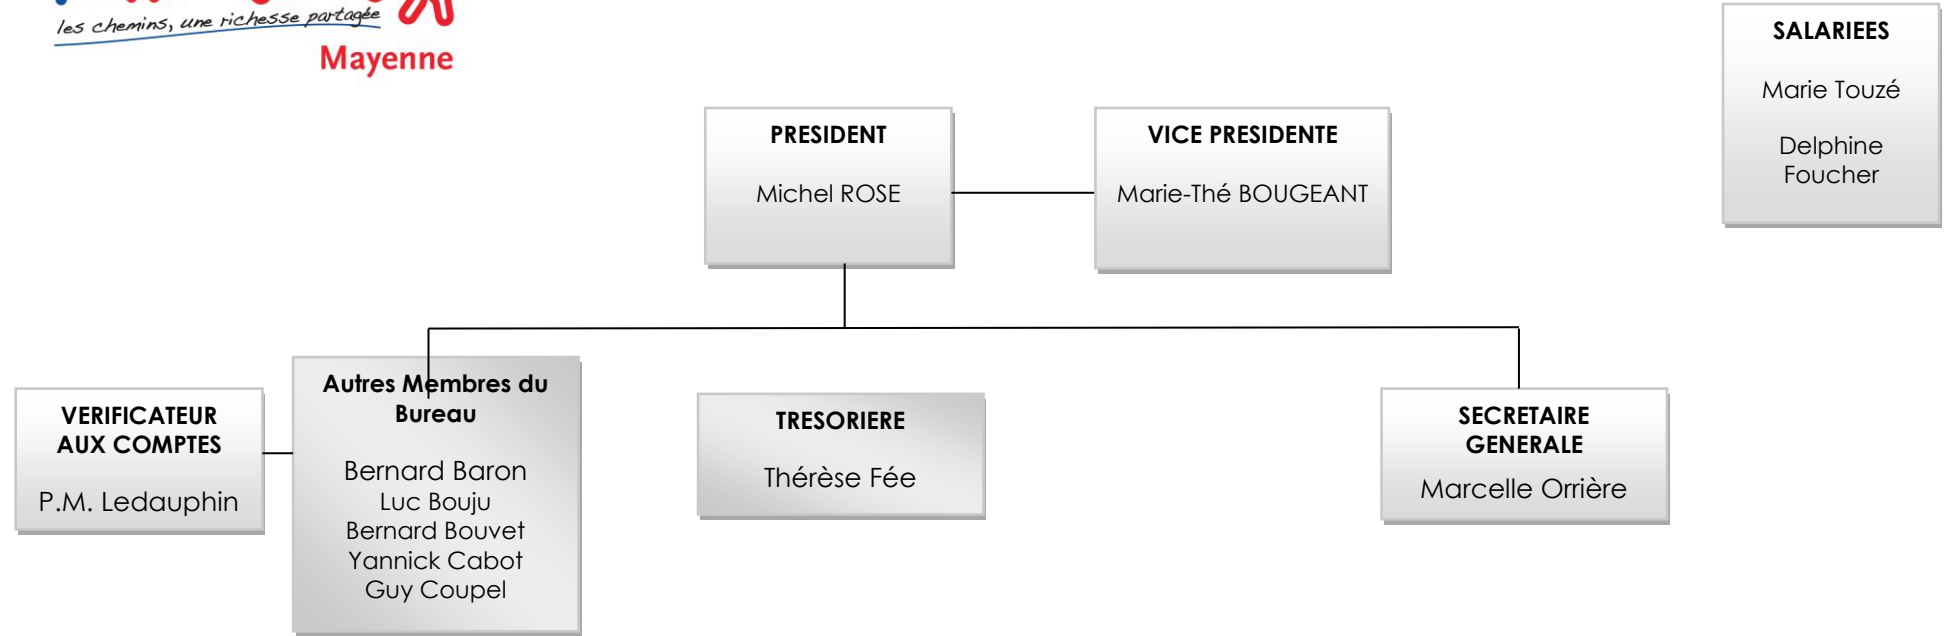 les chemins, une richesse partagée
Mayenne
SALARIEES
Marie Touzé
Delphine
Foucher
PRESIDENT
Michel ROSE
VICE PRESIDENTE
Marie-Thé BOUGEANT
VERIFICATEUR
AUX COMPTES
P.M. Ledauphin
Autres Membres du
Bureau
Bernard Baron
Luc Bouju
Bernard Bouvet
Yannick Cabot
Guy Coupel
TRESORIERE
Thérèse Fée
SECRETAIRE
GENERALE
Marcelle Orrière